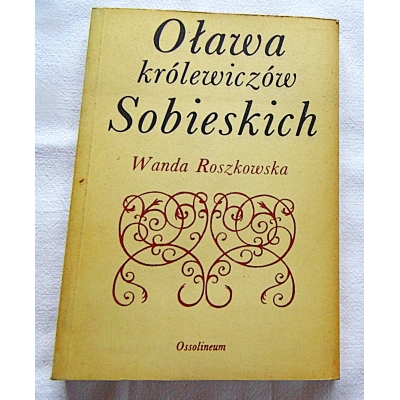 Oława
królewiczów
Sobieskich
Wanda Roszkowska
Ossolineum